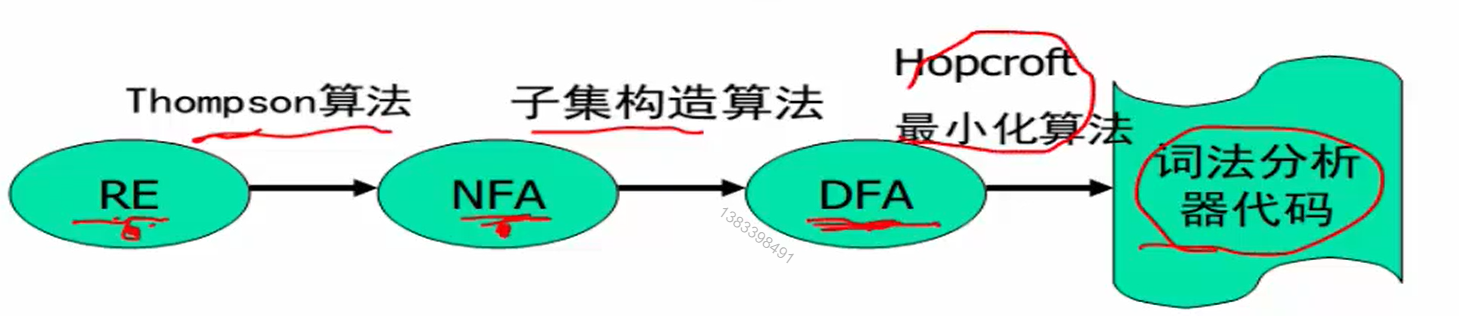 Thompson算法
子集构造算法
Hopcroft
最小化算法
RE
NFA
DFA
词法分析
器代码
1383398491